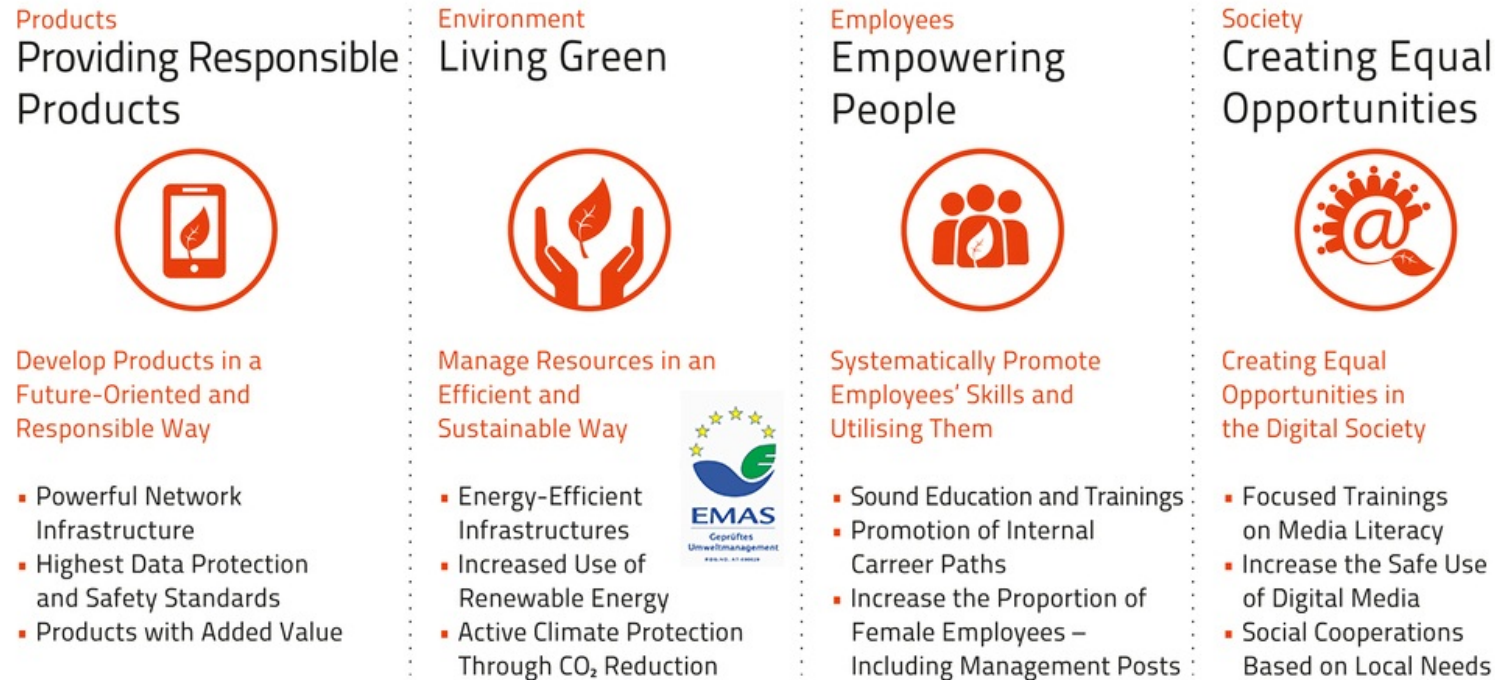 Products
Providing Responsible
Products
Develop Products in a
Future-Oriented and
Responsible Way
▪ Powerful Network
Infrastructure
▪ Highest Data Protection
and Safety Standards
▪ Products with Added Value
Environment
Living Green
Manage Resources in an
Efficient and
Sustainable Way
▪ Energy-Efficient
Infrastructures
▪ Increased Use of
Renewable Energy
▪ Active Climate Protection
Through CO₂ Reduction
EMAS
Geprüftes
Umweltmanagement
Employees
Empowering
People
Systematically Promote
Employees’ Skills and
Utilising Them
▪ Sound Education and Trainings
▪ Promotion of Internal
Carreer Paths
▪ Increase the Proportion of
Female Employees –
Including Management Posts
Society
Creating Equal
Opportunities
@
Creating Equal
Opportunities in
the Digital Society
▪ Focused Trainings
on Media Literacy
▪ Increase the Safe Use
of Digital Media
▪ Social Cooperations
Based on Local Needs